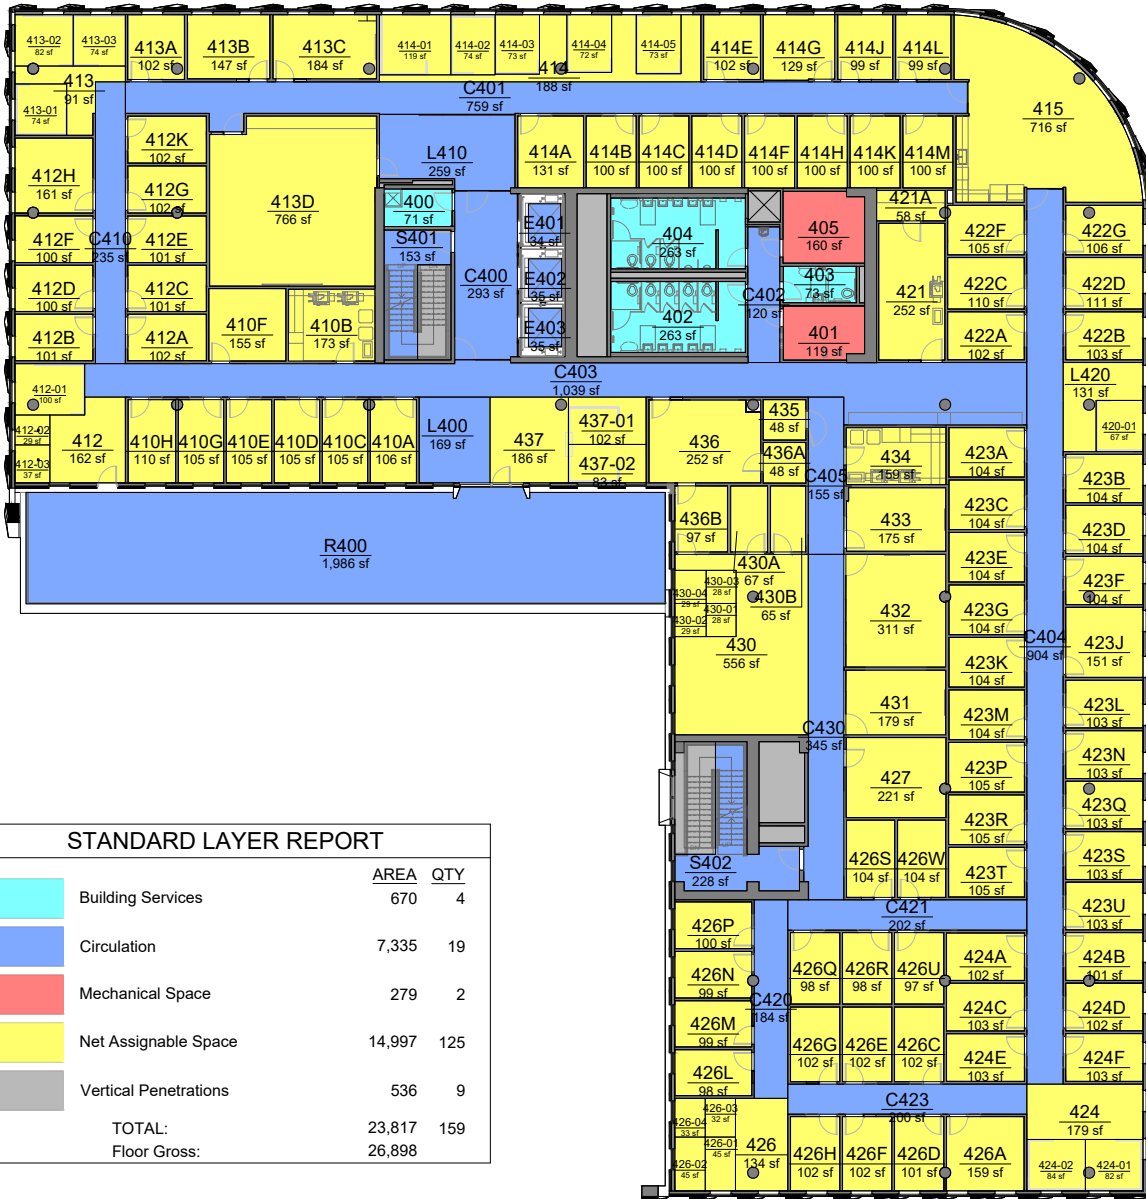 413-02
82 sf
413-03
74 sf
413A
102 sf
413B
147 sf
413C
184 sf
414-01
119 sf
414-02
74 sf
414-03
73 sf
414-04
72 sf
414-05
73 sf
414
188 sf
414E
102 sf
414G
129 sf
414J
99 sf
414L
99 sf
413
91 sf
413-01
74 sf
C401
759 sf
415
716 sf
412K
102 sf
L410
259 sf
414A
131 sf
414B
100 sf
414C
100 sf
414D
100 sf
414F
100 sf
414H
100 sf
414K
100 sf
414M
100 sf
412H
161 sf
412G
102 sf
413D
766 sf
400
71 sf
S401
153 sf
E401
34 sf
404
263 sf
405
160 sf
421A
58 sf
412F
100 sf
C410
235 sf
412E
101 sf
422F
105 sf
422G
106 sf
412D
100 sf
412C
101 sf
C400
293 sf
E402
35 sf
C402
120 sf
403
73 sf
421
252 sf
422C
110 sf
422D
111 sf
412B
101 sf
412A
102 sf
410F
155 sf
410B
173 sf
E403
35 sf
402
263 sf
401
119 sf
422A
102 sf
422B
103 sf
412-01
100 sf
C403
1,039 sf
L420
131 sf
420-01
67 sf
412-02
29 sf
412-03
37 sf
412
162 sf
410H
110 sf
410G
105 sf
410E
105 sf
410D
105 sf
410C
105 sf
410A
106 sf
L400
169 sf
437
186 sf
437-01
102 sf
437-02
83 sf
436
252 sf
435
48 sf
436A
48 sf
C405
155 sf
434
159 sf
423A
104 sf
423B
104 sf
436B
97 sf
433
175 sf
423C
104 sf
423D
104 sf
R400
1,986 sf
430A
67 sf
430B
65 sf
430-03
28 sf
430-04
29 sf
430-01
28 sf
430-02
29 sf
430
556 sf
432
311 sf
423E
104 sf
423F
104 sf
423G
104 sf
C404
904 sf
423J
151 sf
423K
104 sf
431
179 sf
423M
104 sf
423L
103 sf
C430
345 sf
427
221 sf
423P
105 sf
423N
103 sf
423R
105 sf
423Q
103 sf
S402
228 sf
426S
104 sf
426W
104 sf
423T
105 sf
423S
103 sf
C421
202 sf
423U
103 sf
426P
100 sf
426Q
98 sf
426R
98 sf
426U
97 sf
424A
102 sf
424B
101 sf
426N
99 sf
C420
184 sf
424C
103 sf
424D
102 sf
426M
99 sf
426G
102 sf
426E
102 sf
426C
102 sf
424E
103 sf
424F
103 sf
426L
98 sf
C423
200 sf
426-03
32 sf
426-04
33 sf
426-01
45 sf
426-02
45 sf
426
134 sf
426H
102 sf
426F
102 sf
426D
101 sf
426A
159 sf
424
179 sf
424-02
84 sf
424-01
82 sf
STANDARD LAYER REPORT
AREA QTY
Building Services 670 4
Circulation 7,335 19
Mechanical Space 279 2
Net Assignable Space 14,997 125
Vertical Penetrations 536 9
TOTAL: 23,817 159
Floor Gross: 26,898